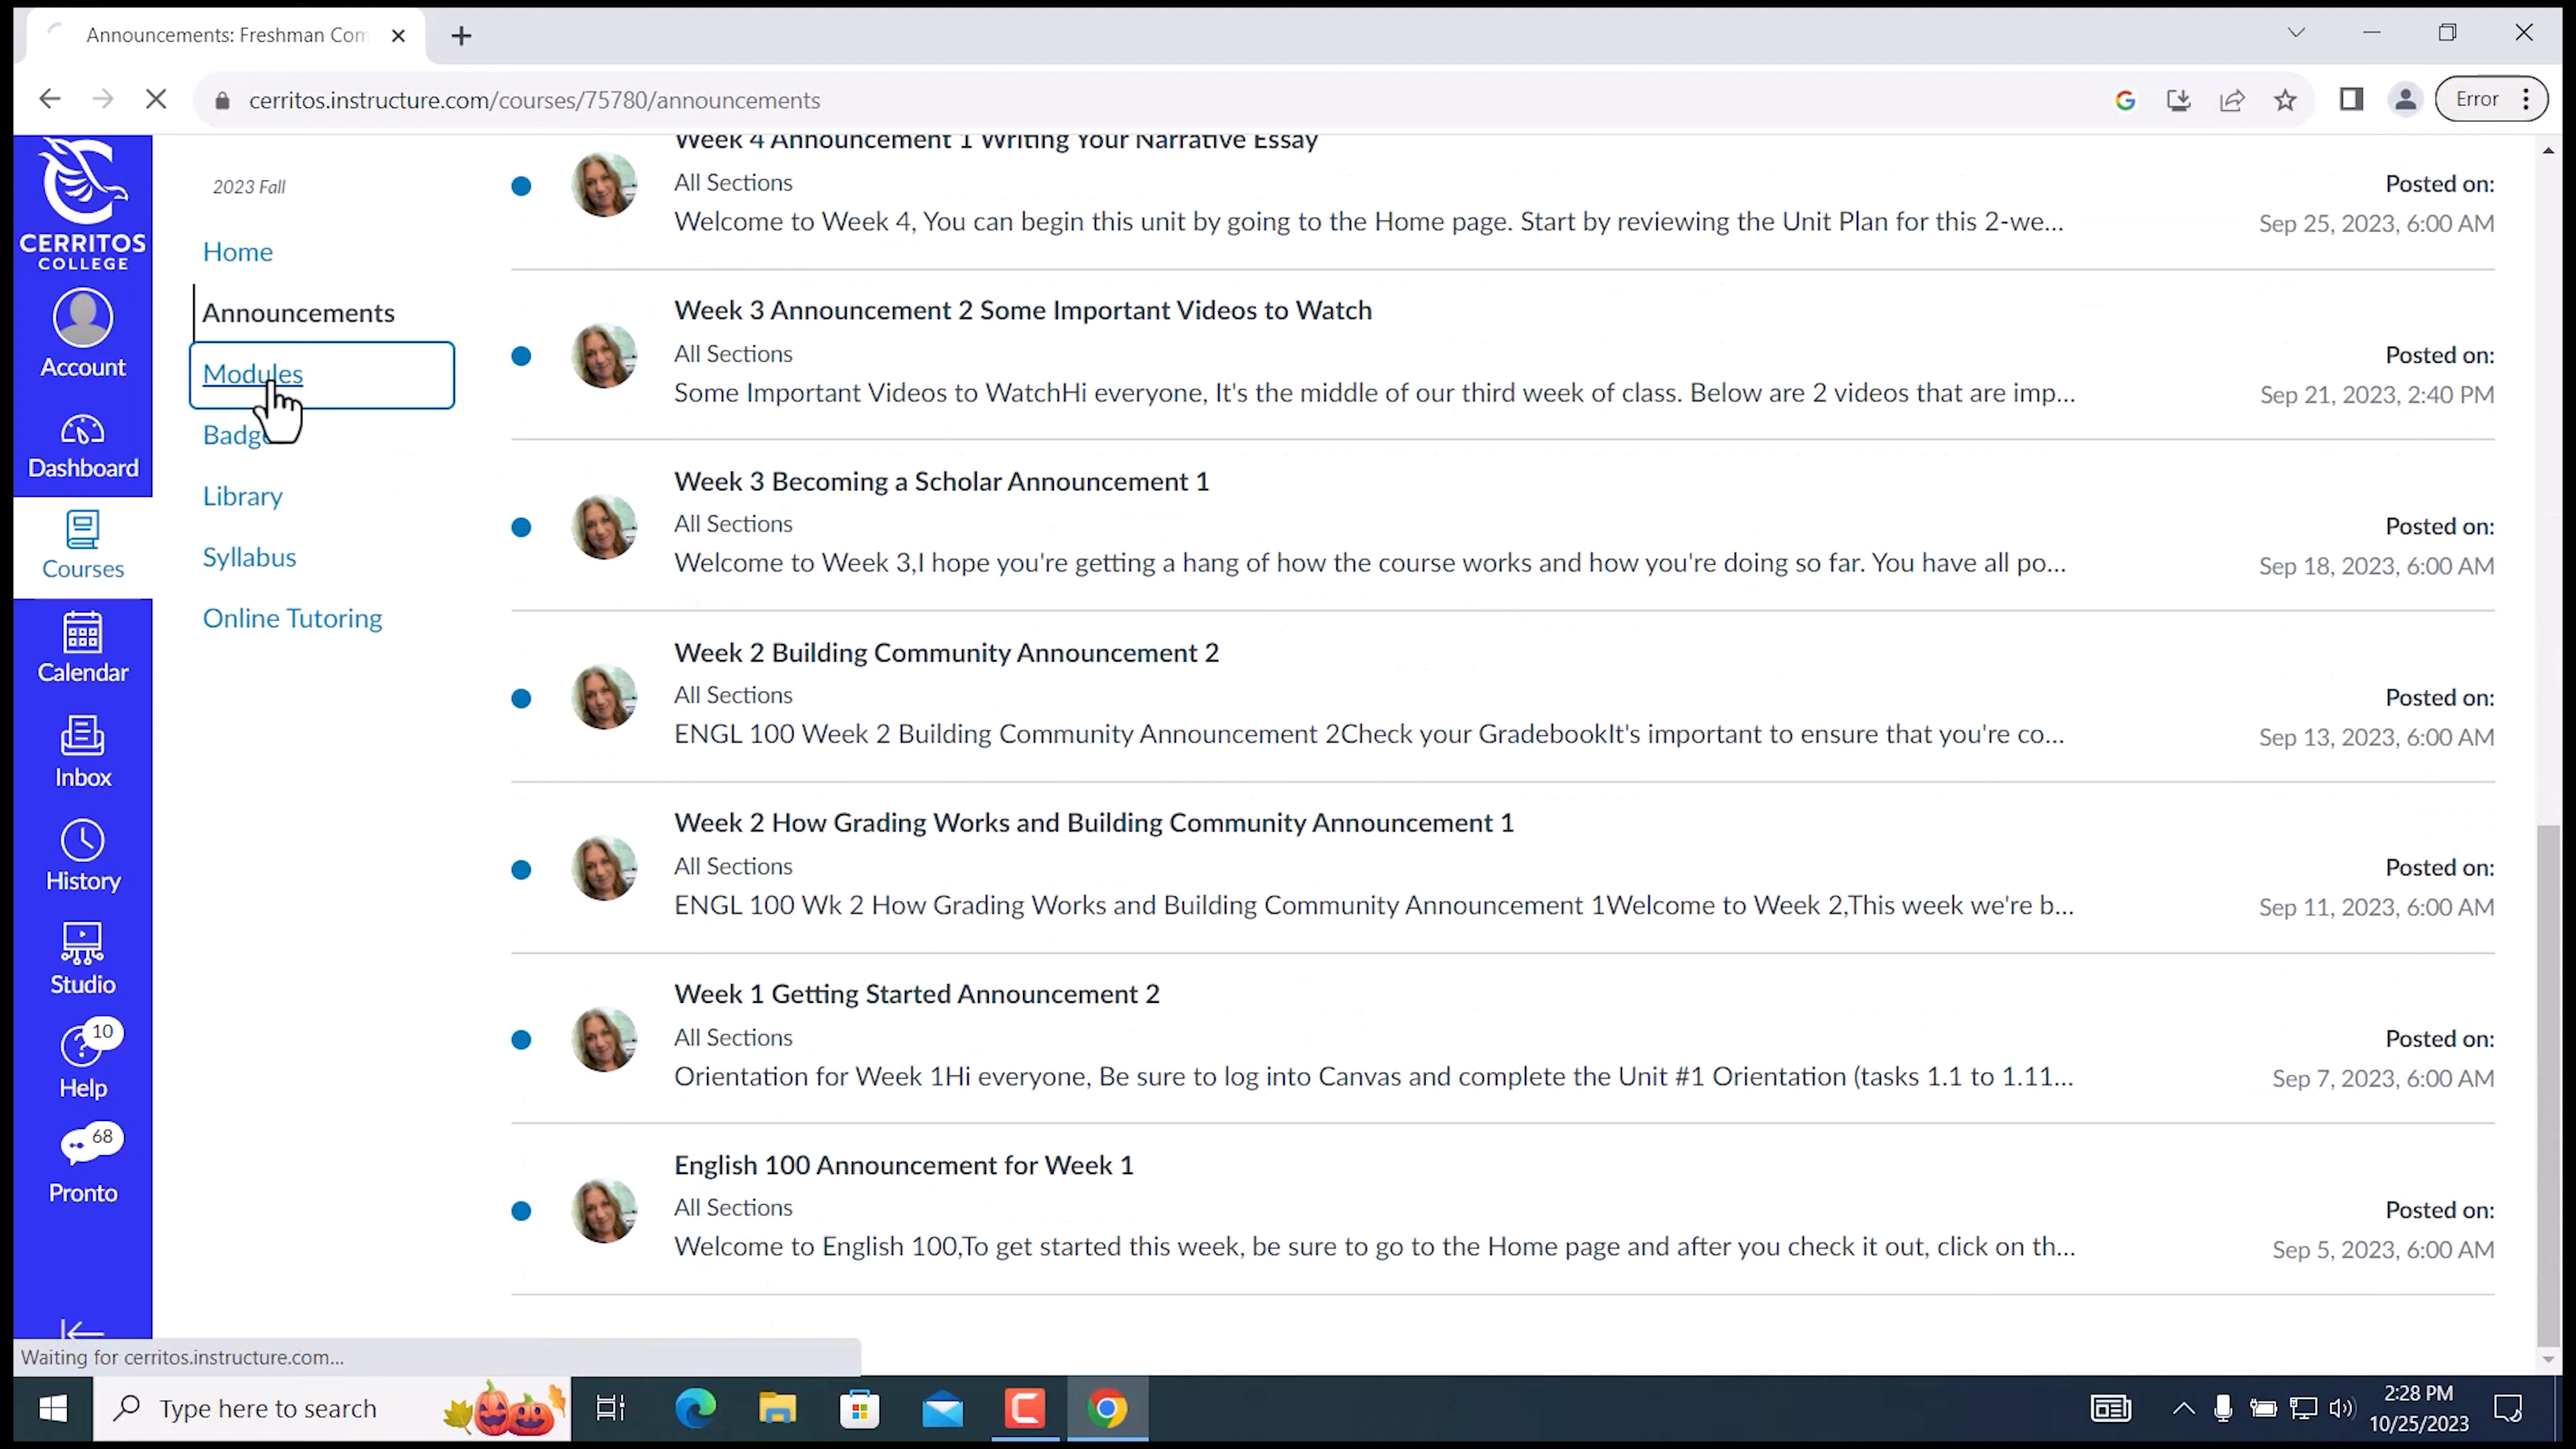 Announcements: Freshman Com
cerritos.instructure.com/courses/75780/announcements
Error
CERRITOS
COLLEGE
Account
Dashboard
Courses
Calendar
Inbox
History
Studio
10
Help
68
Pronto
2023 Fall
Home
Announcements
Modules
Badg
Library
Syllabus
Online Tutoring
Week 4 Announcement 1 Writing Your Narrative Essay
All Sections
Posted on:
Welcome to Week 4, You can begin this unit by going to the Home page. Start by reviewing the Unit Plan for this 2-we...
Sep 25, 2023, 6:00 AM
Week 3 Announcement 2 Some Important Videos to Watch
All Sections
Posted on:
Some Important Videos to WatchHi everyone, It's the middle of our third week of class. Below are 2 videos that are imp...
Sep 21, 2023, 2:40 PM
Week 3 Becoming a Scholar Announcement 1
All Sections
Posted on:
Welcome to Week 3,I hope you're getting a hang of how the course works and how you're doing so far. You have all po...
Sep 18, 2023, 6:00 AM
Week 2 Building Community Announcement 2
All Sections
Posted on:
ENGL 100 Week 2 Building Community Announcement 2Check your GradebookIt's important to ensure that you're co...
Sep 13, 2023, 6:00 AM
Week 2 How Grading Works and Building Community Announcement 1
All Sections
Posted on:
ENGL 100 Wk 2 How Grading Works and Building Community Announcement 1Welcome to Week 2,This week we're b...
Sep 11, 2023, 6:00 AM
Week 1 Getting Started Announcement 2
All Sections
Posted on:
Orientation for Week 1Hi everyone, Be sure to log into Canvas and complete the Unit #1 Orientation (tasks 1.1 to 1.11...
Sep 7, 2023, 6:00 AM
English 100 Announcement for Week 1
All Sections
Posted on:
Welcome to English 100,To get started this week, be sure to go to the Home page and after you check it out, click on th...
Sep 5, 2023, 6:00 AM
Waiting for cerritos.instructure.com...
Type here to search
2:28 PM
10/25/2023